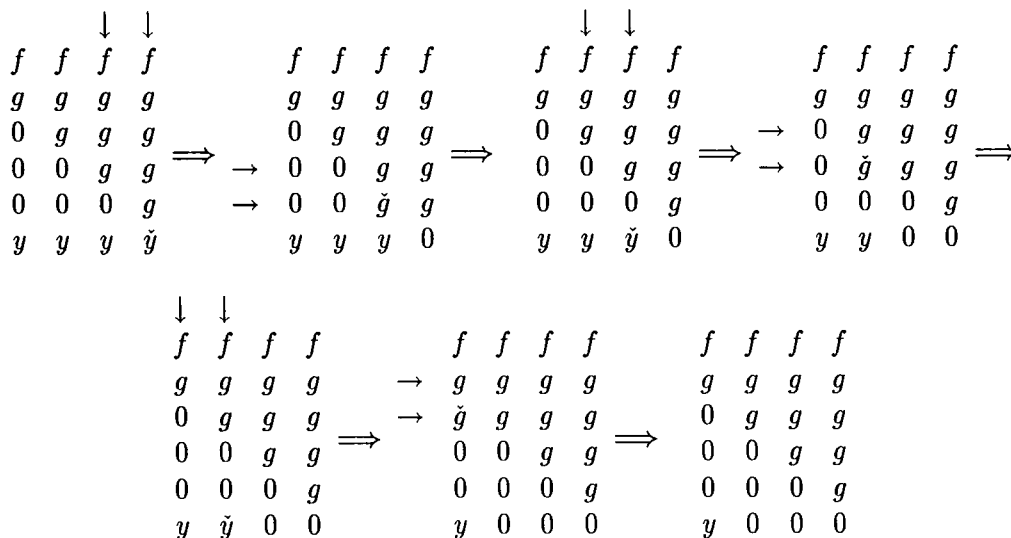 ↓ ↓ ↓ ↓
f f f f f f f f f f f f f f f f
g g g g g g g g g g g g g g g g
0 g g g 0 g g g 0 g g g → 0 g g g
0 0 g g ⟹ → 0 0 g g ⟹ 0 0 g g ⟹ → 0 ǧ g g ⟹
0 0 0 g → 0 0 ǧ g 0 0 0 g 0 0 0 g
y y y y̌ y y y 0 y y y̌ 0 y y 0 0
↓ ↓
f f f f f f f f f f f f
g g g g → g g g g g g g g
0 g g g → ǧ g g g 0 g g g
0 0 g g ⟹ 0 0 g g ⟹ 0 0 g g
0 0 0 g 0 0 0 g 0 0 0 g
y y̌ 0 0 y 0 0 0 y 0 0 0